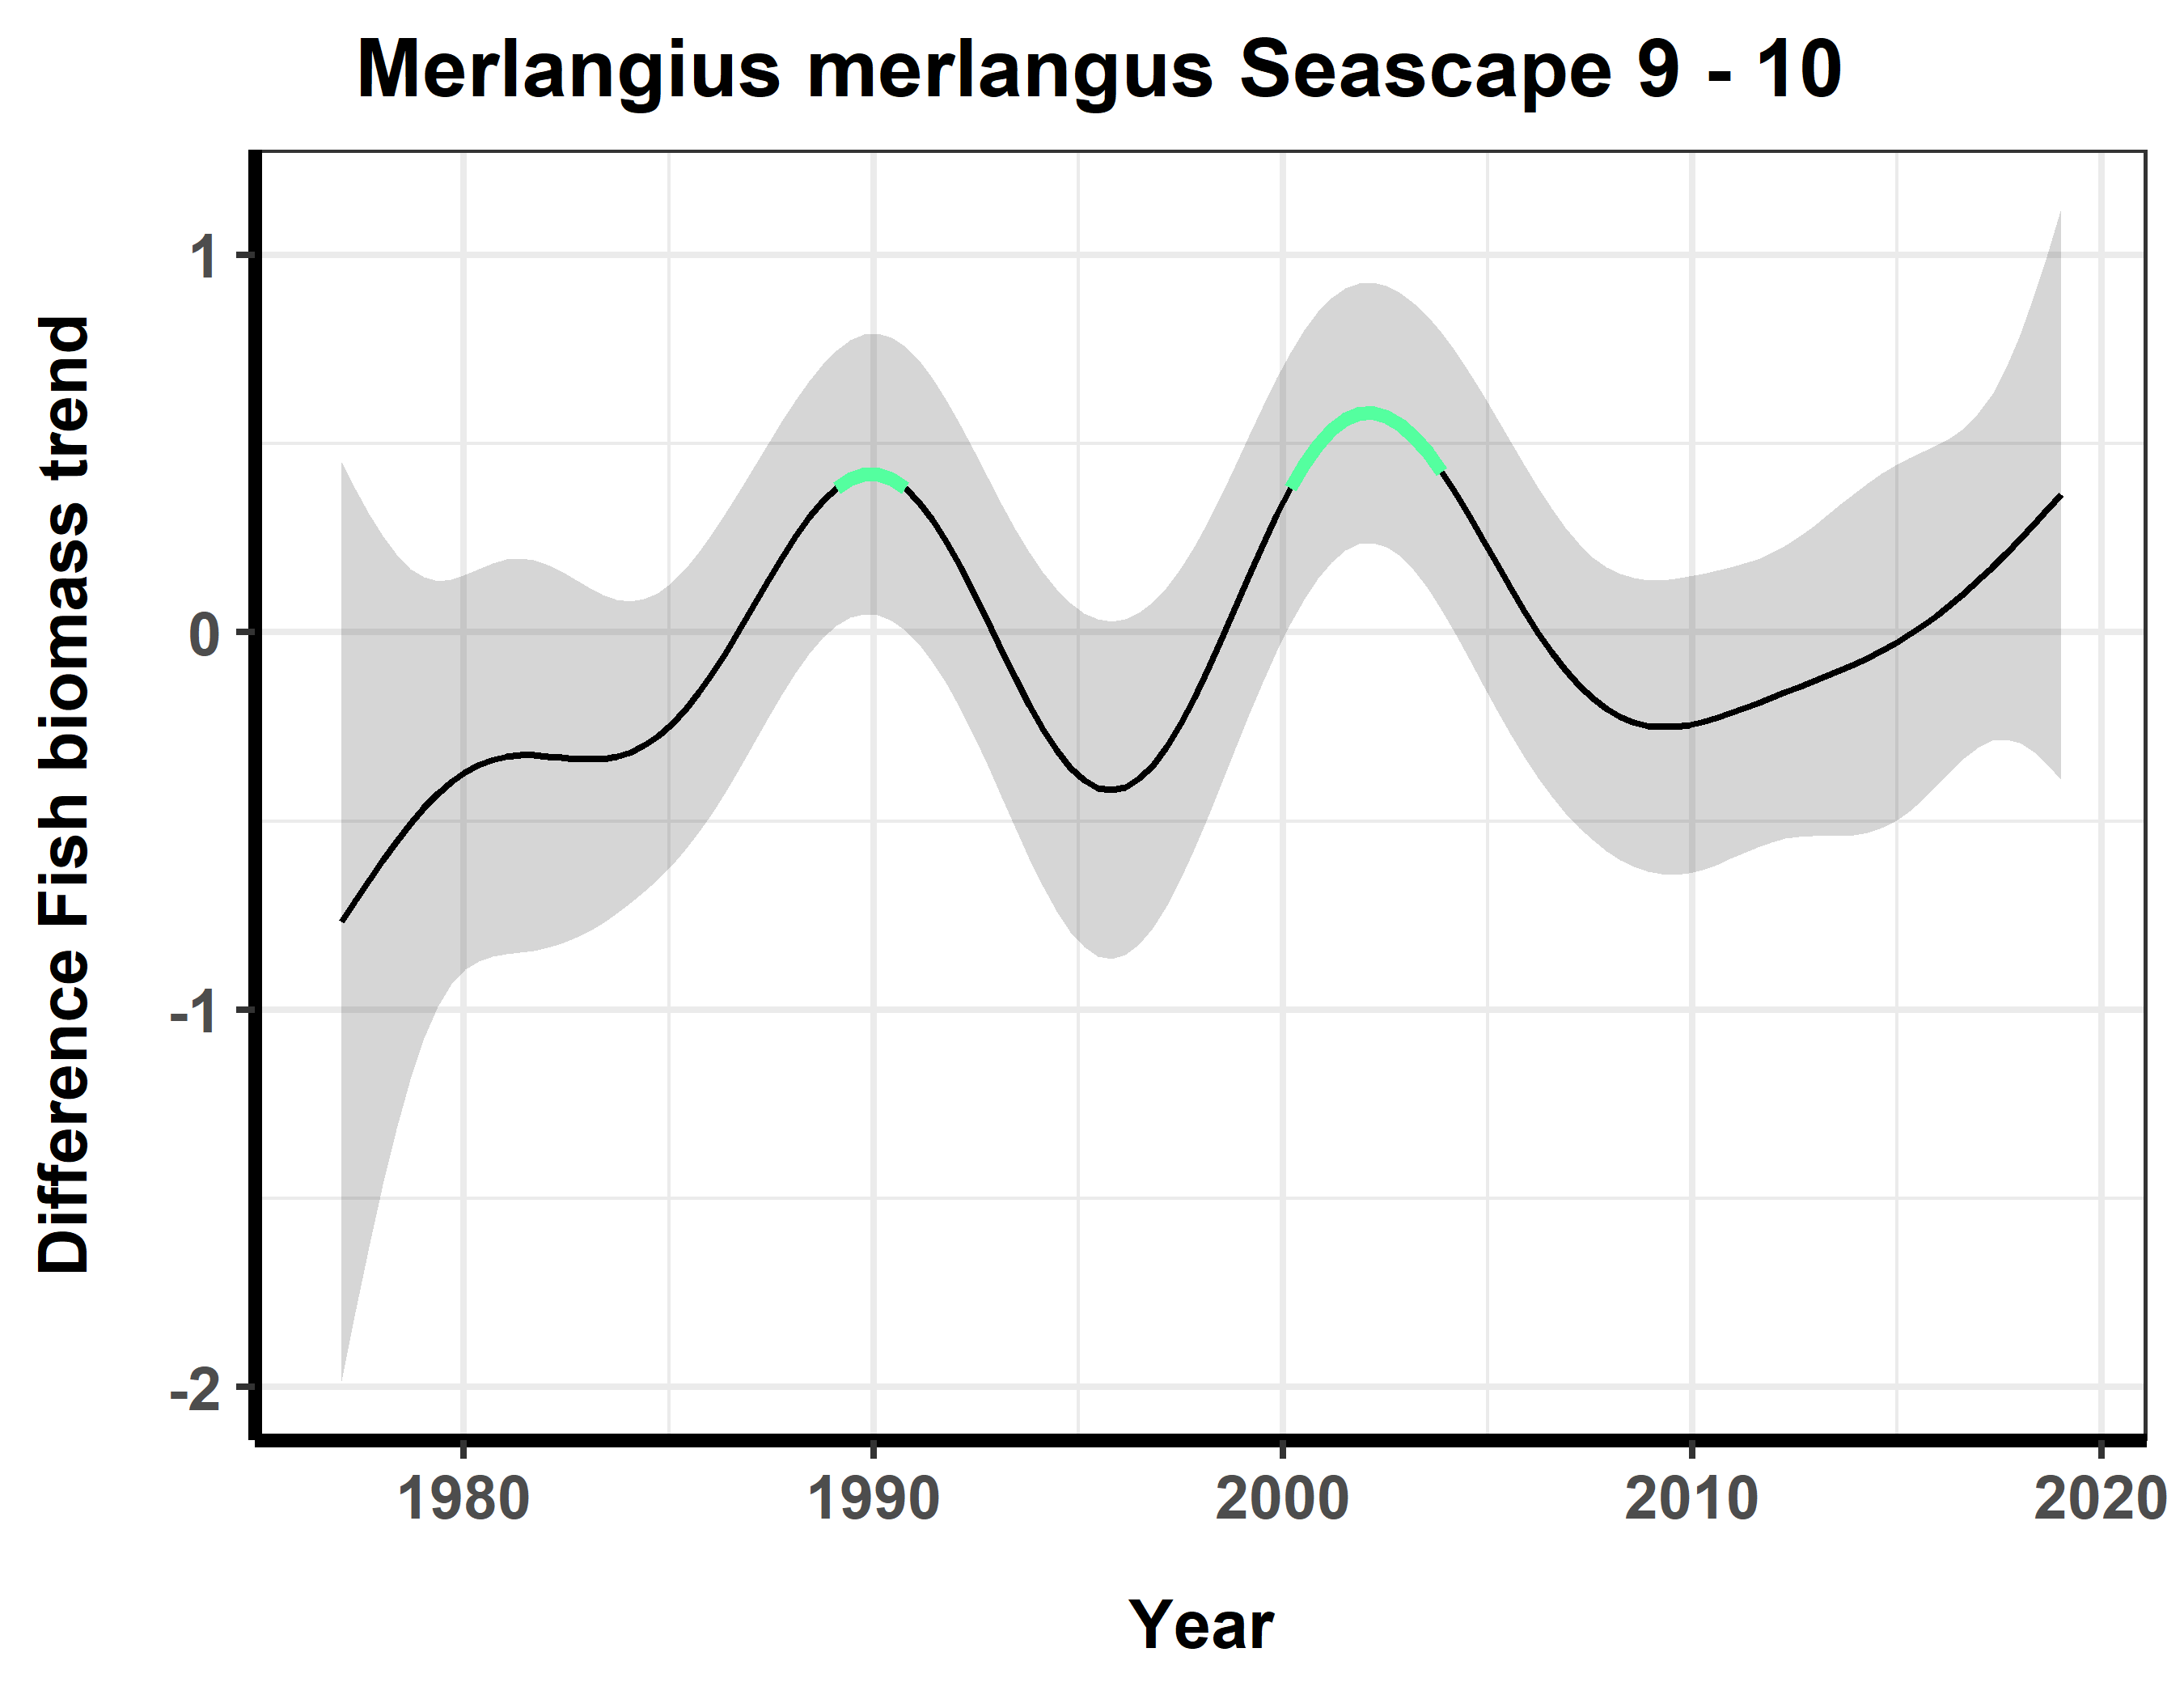 Merlangius merlangus Seascape 9 - 10
Difference Fish biomass trend
1
0
-1
-2
1980 1990 2000 2010 2020
Year